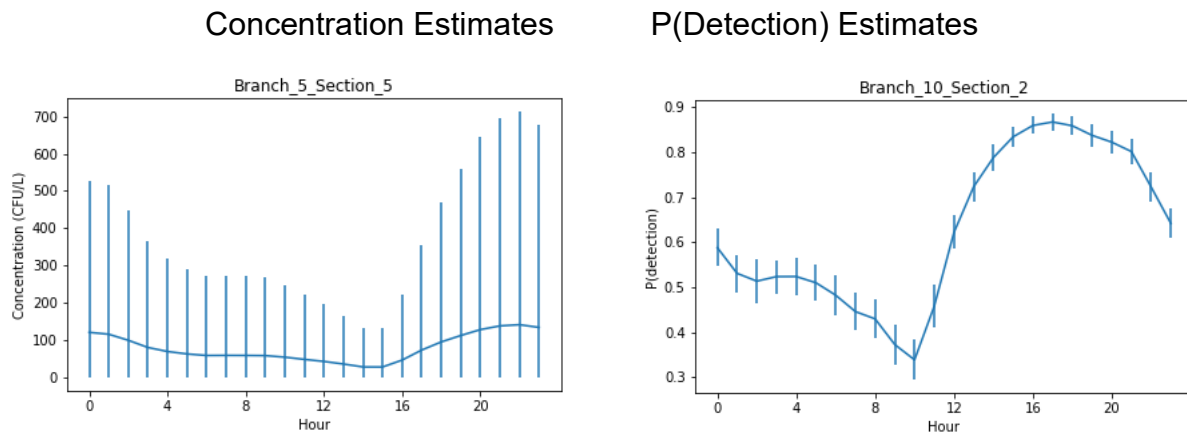 Concentration Estimates
P(Detection) Estimates
Branch_5_Section_5
Concentration (CFU/L)
700
600
500
400
300
200
100
0
0 4 8 12 16 20
Hour
Branch_10_Section_2
P(detection)
0.9
0.8
0.7
0.6
0.5
0.4
0.3
0 4 8 12 16 20
Hour